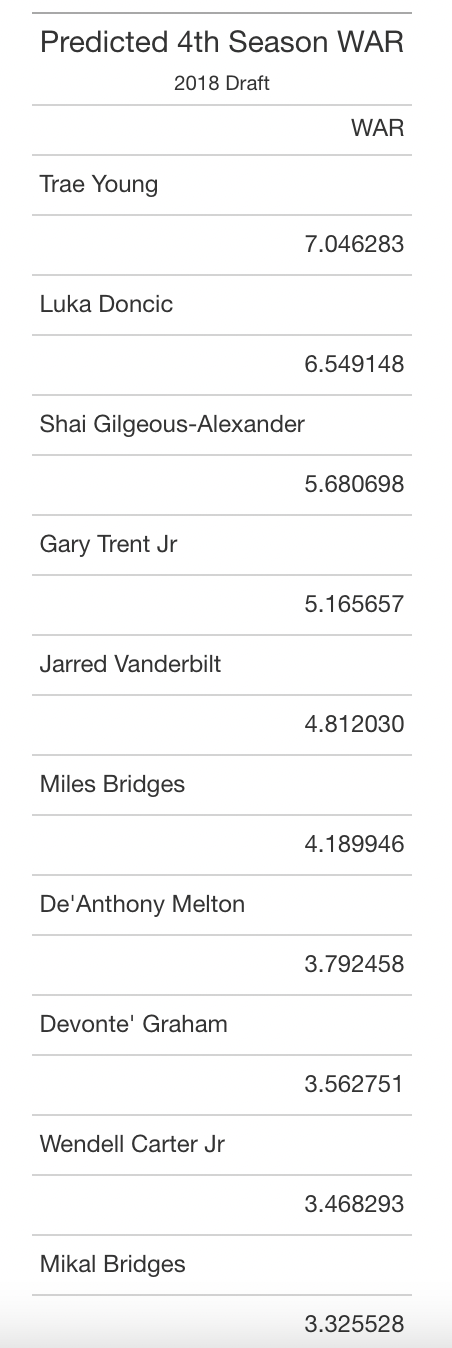 Predicted 4th Season WAR
2018 Draft
WAR
Trae Young
7.046283
Luka Doncic
6.549148
Shai Gilgeous-Alexander
5.680698
Gary Trent Jr
5.165657
Jarred Vanderbilt
4.812030
Miles Bridges
4.189946
De'Anthony Melton
3.792458
Devonte' Graham
3.562751
Wendell Carter Jr
3.468293
Mikal Bridges
3.325528